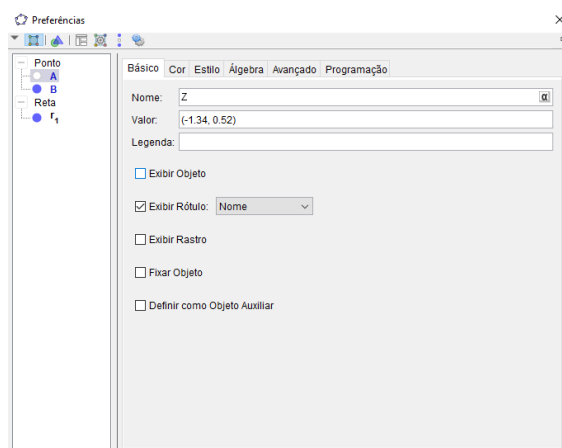 Preferências
Ponto
A
B
Reta
r₁
Básico Cor Estilo Álgebra Avançado Programação
Nome: Z α
Valor: (-1.34, 0.52)
Legenda:
Exibir Objeto
Exibir Rótulo: Nome
Exibir Rastro
Fixar Objeto
Definir como Objeto Auxiliar